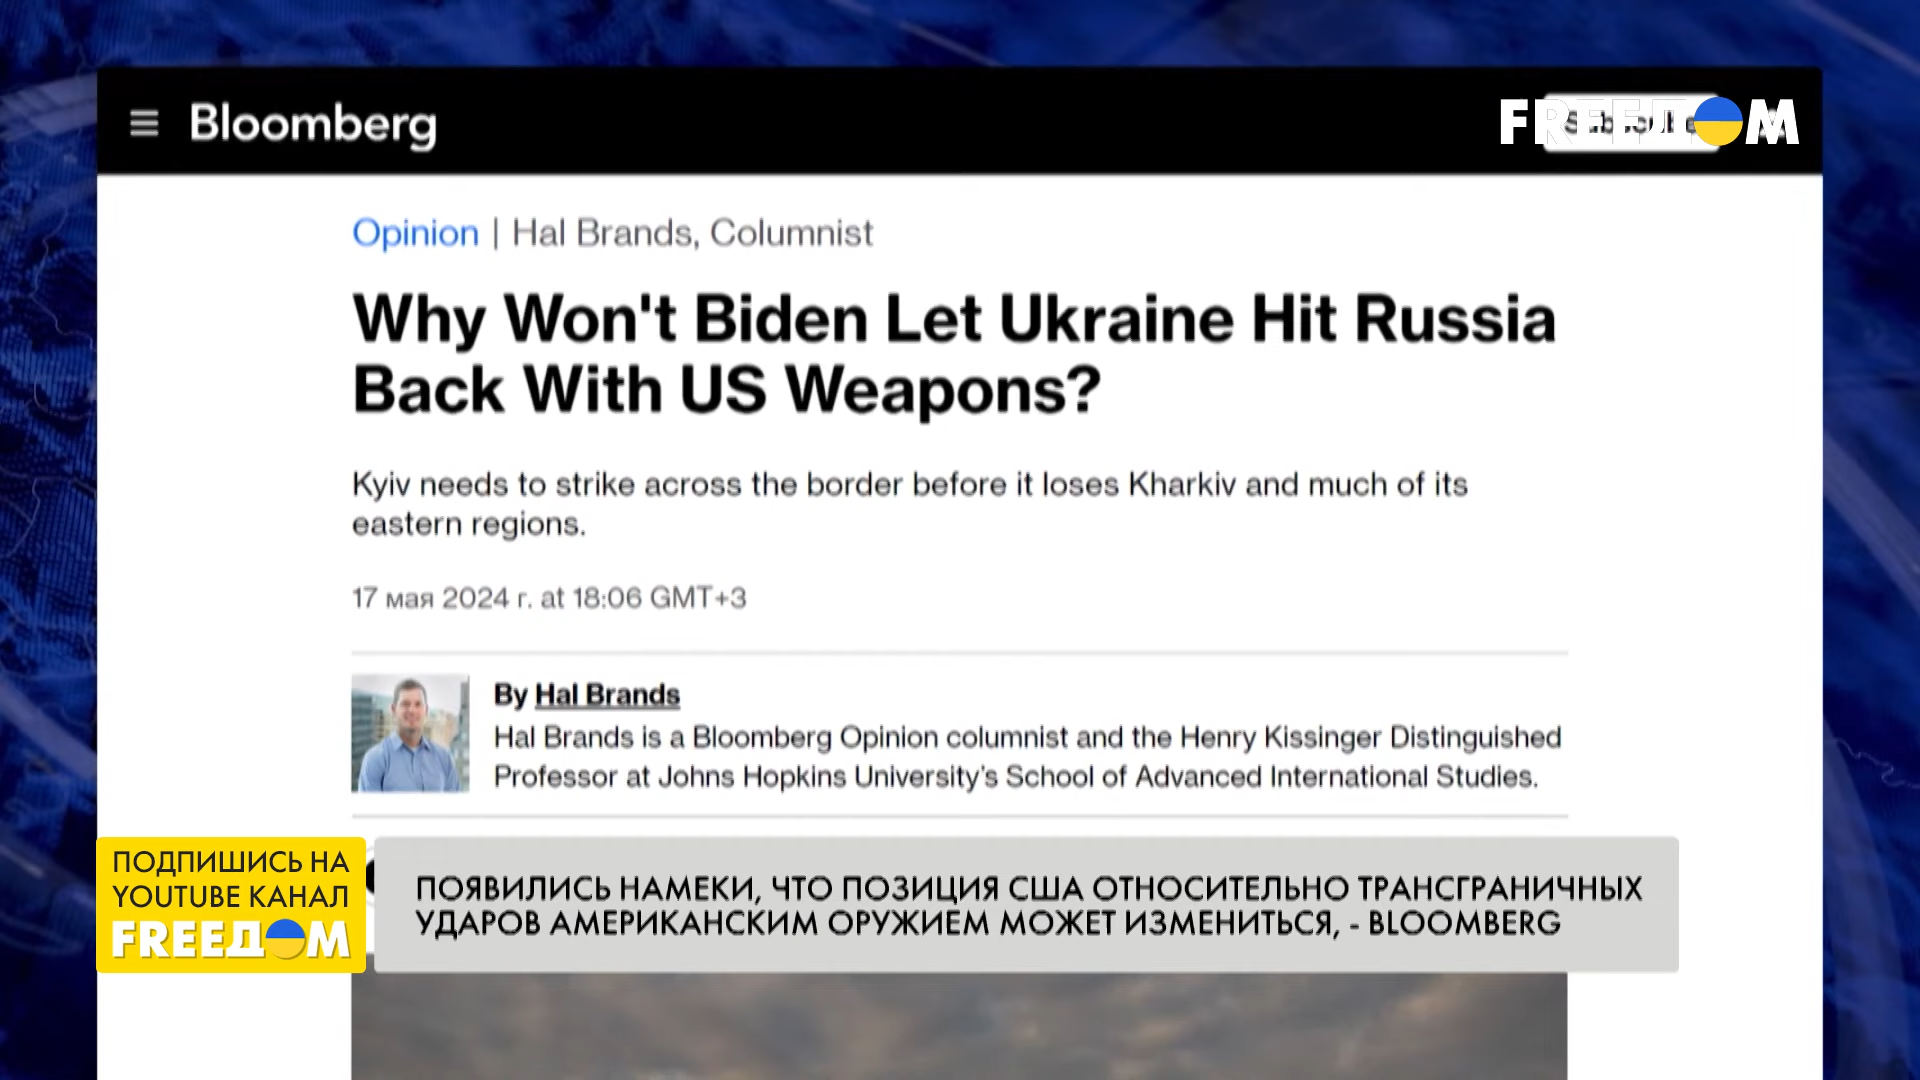 Bloomberg
FREEДOM
Opinion | Hal Brands, Columnist
Why Won't Biden Let Ukraine Hit Russia
Back With US Weapons?
Kyiv needs to strike across the border before it loses Kharkiv and much of its
eastern regions.
17 мая 2024 г. at 18:06 GMT+3
By Hal Brands
Hal Brands is a Bloomberg Opinion columnist and the Henry Kissinger Distinguished
Professor at Johns Hopkins University's School of Advanced International Studies.
ПОДПИШИСЬ НА
YOUTUBE КАНАЛ
FREEДOM
ПОЯВИЛИСЬ НАМЕКИ, ЧТО ПОЗИЦИЯ США ОТНОСИТЕЛЬНО ТРАНСГРАНИЧНЫХ
УДАРОВ АМЕРИКАНСКИМ ОРУЖИЕМ МОЖЕТ ИЗМЕНИТЬСЯ, - BLOOMBERG